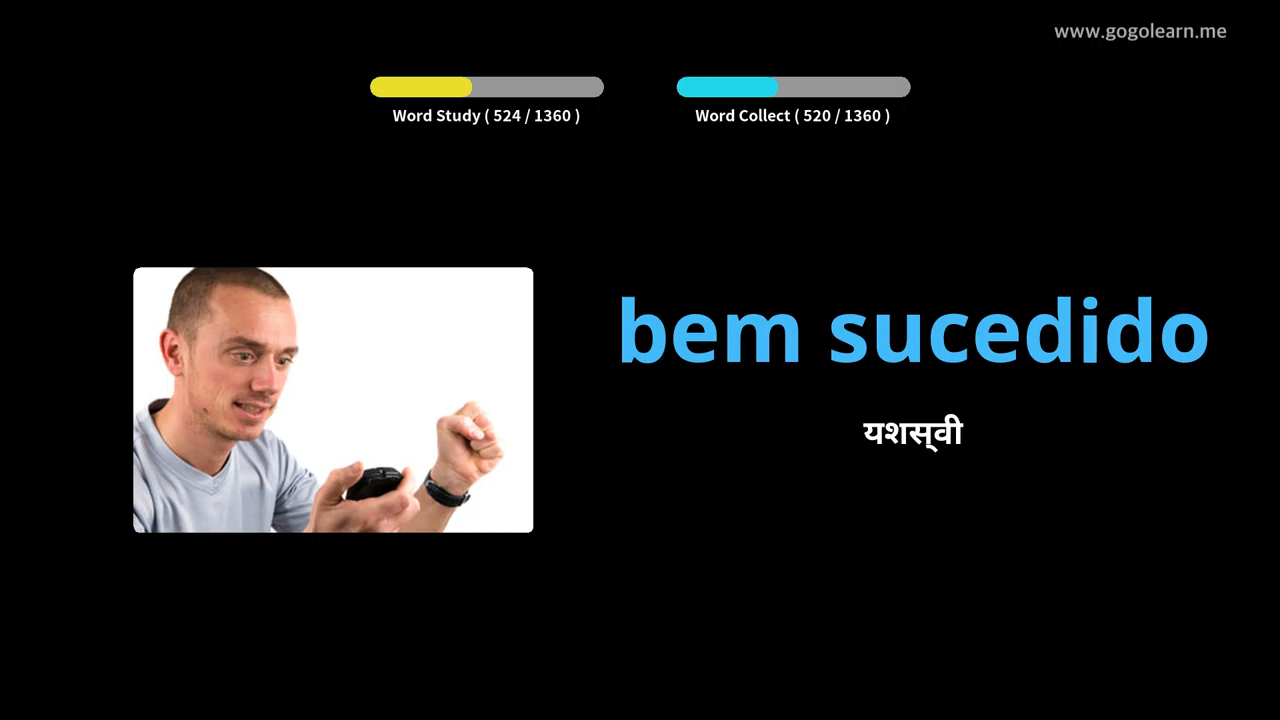 www.gogolearn.me
Word Study ( 524 / 1360 )
Word Collect ( 520 / 1360 )
bem sucedido
यशस्वी